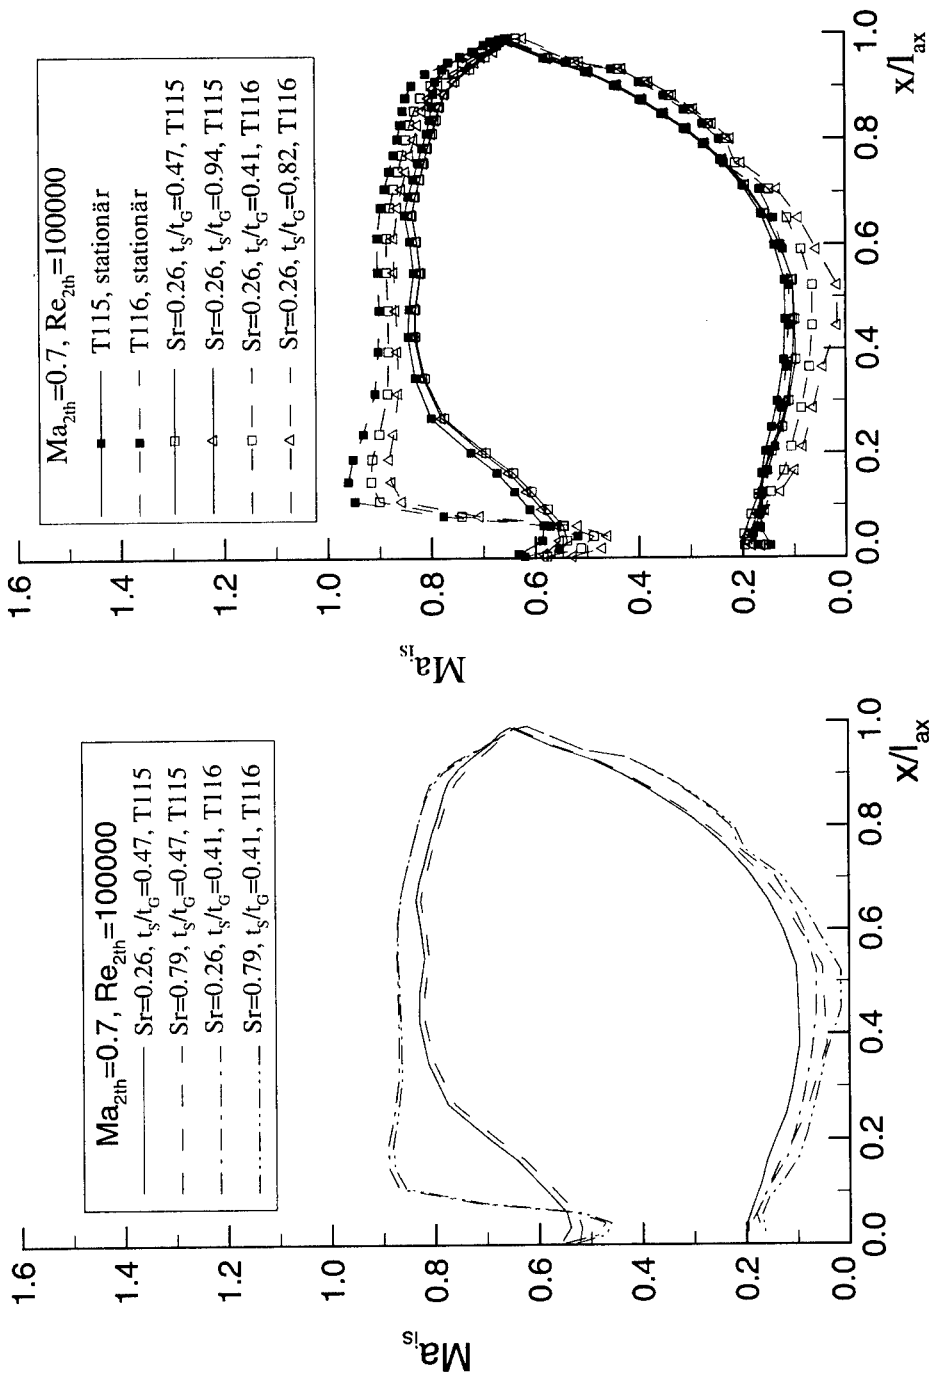 Ma2th=0.7, Re2th=100000
Sr=0.26, tS/tG=0.47, T115
Sr=0.79, tS/tG=0.47, T115
Sr=0.26, tS/tG=0.41, T116
Sr=0.79, tS/tG=0.41, T116
1.6
1.4
1.2
1.0
0.8
0.6
0.4
0.2
0.0
Mais
0.0
0.2
0.4
0.6
0.8
1.0
x/lax
Ma2th=0.7, Re2th=100000
T115, stationär
T116, stationär
Sr=0.26, tS/tG=0.47, T115
Sr=0.26, tS/tG=0.94, T115
Sr=0.26, tS/tG=0.41, T116
Sr=0.26, tS/tG=0,82, T116
1.6
1.4
1.2
1.0
0.8
0.6
0.4
0.2
0.0
Mais
0.0
0.2
0.4
0.6
0.8
1.0
x/lax